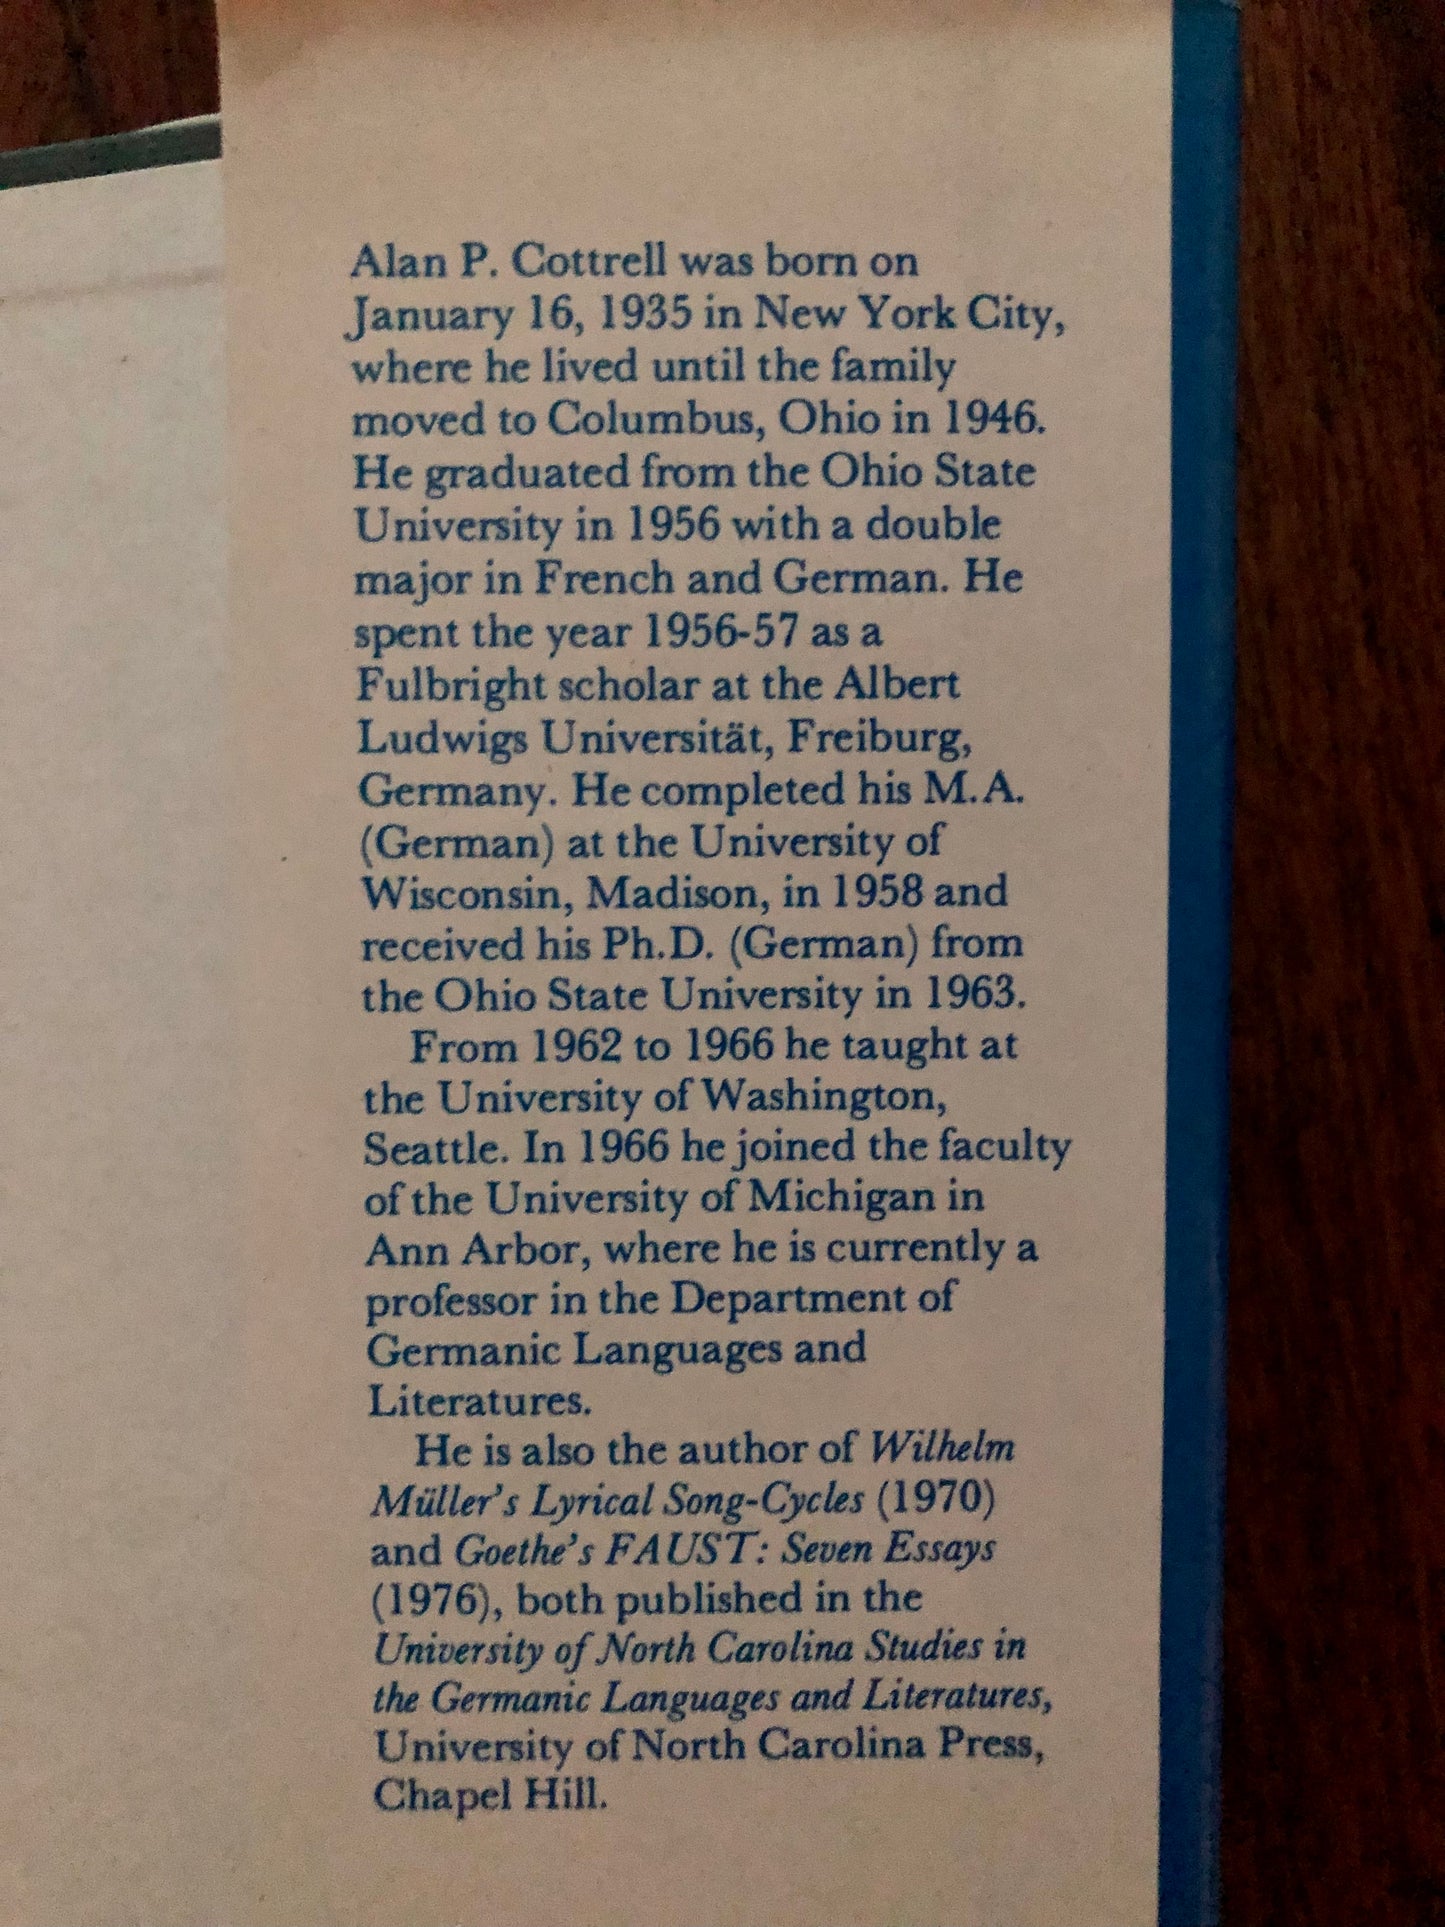 Alan P. Cottrell was born on
January 16, 1935 in New York City,
where he lived until the family
moved to Columbus, Ohio in 1946.
He graduated from the Ohio State
University in 1956 with a double
major in French and German. He
spent the year 1956-57 as a
Fulbright scholar at the Albert
Ludwigs Universität, Freiburg,
Germany. He completed his M.A.
(German) at the University of
Wisconsin, Madison, in 1958 and
received his Ph.D. (German) from
the Ohio State University in 1963.
From 1962 to 1966 he taught at
the University of Washington,
Seattle. In 1966 he joined the faculty
of the University of Michigan in
Ann Arbor, where he is currently a
professor in the Department of
Germanic Languages and
Literatures.
He is also the author of Wilhelm
Müller's Lyrical Song-Cycles (1970)
and Goethe's FAUST: Seven Essays
(1976), both published in the
University of North Carolina Studies in
the Germanic Languages and Literatures,
University of North Carolina Press,
Chapel Hill.